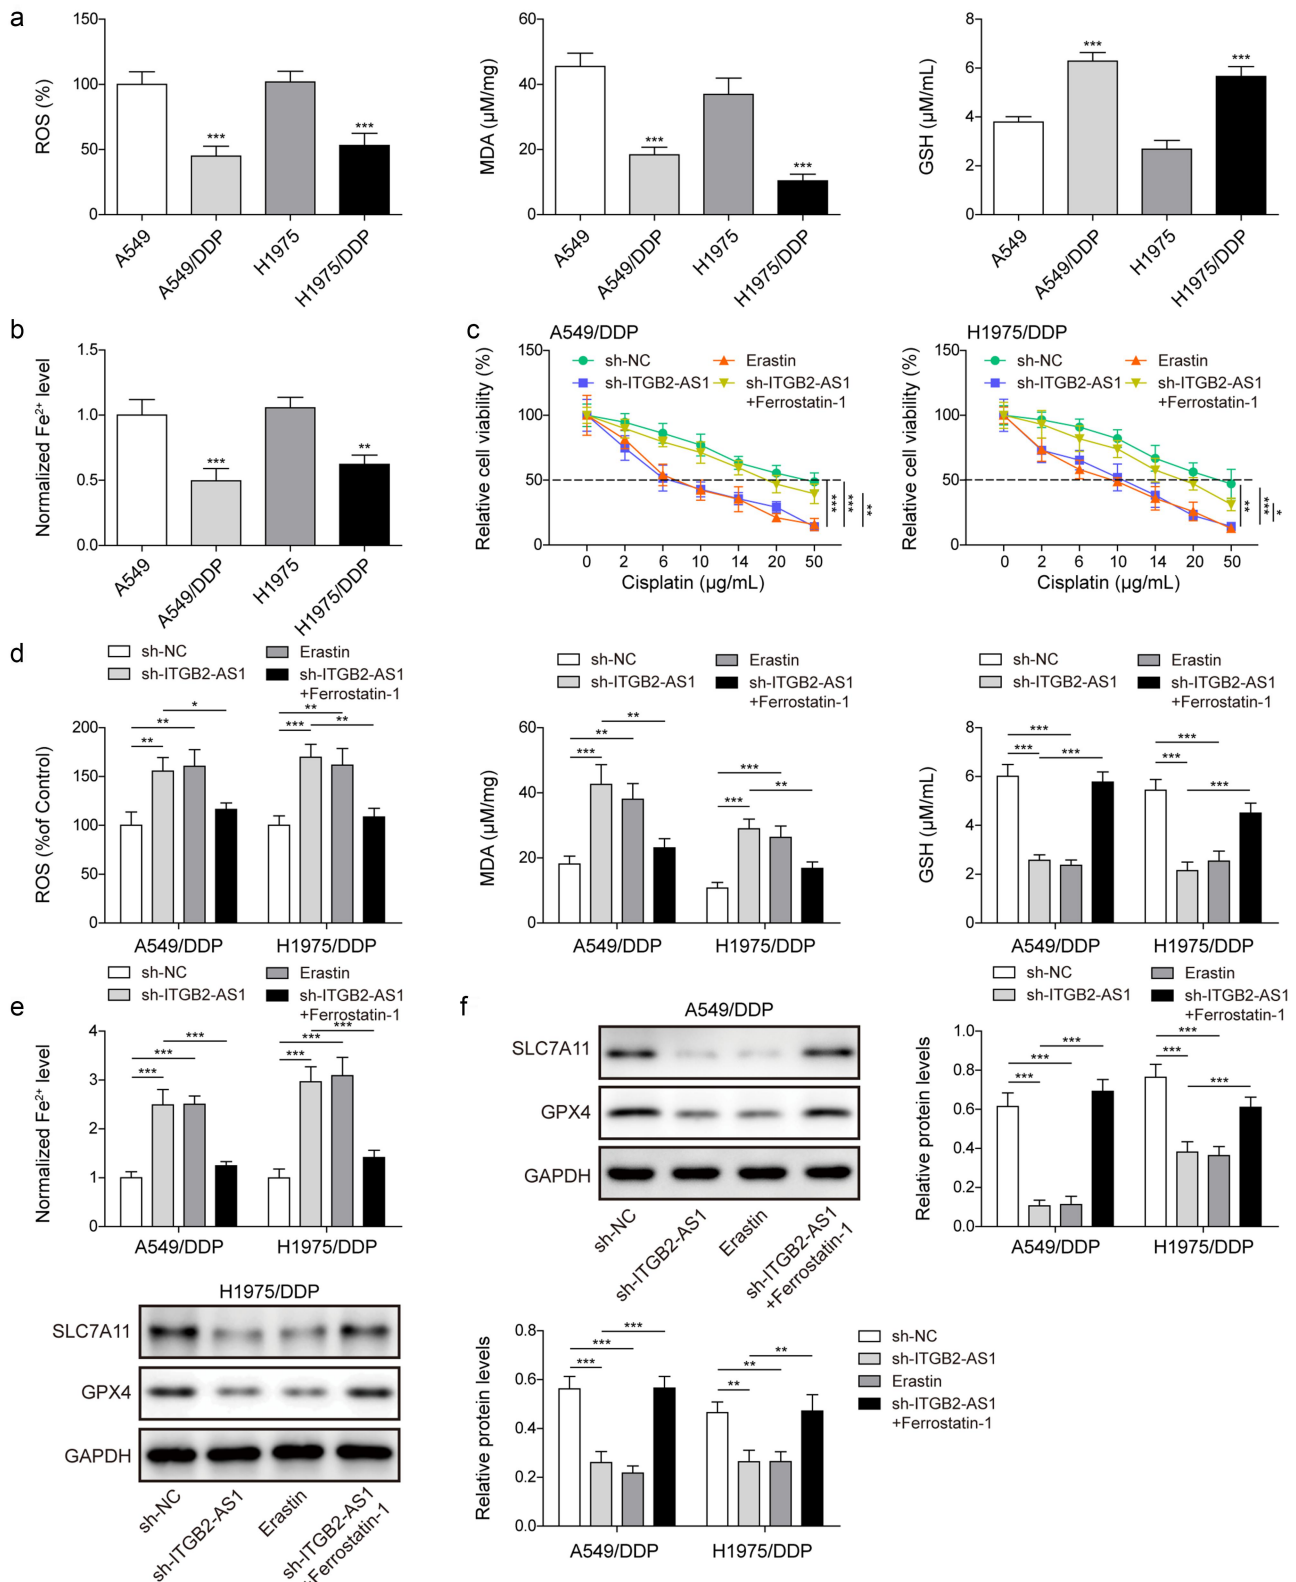 a
150
100
50
0
ROS (%)
***
***
A549
A549/DDP
H1975
H1975/DDP
60
40
20
0
MDA (µM/mg)
***
***
A549
A549/DDP
H1975
H1975/DDP
8
6
4
2
0
GSH (µM/mL)
***
***
A549
A549/DDP
H1975
H1975/DDP
b
1.5
1.0
0.5
0.0
Normalized Fe²⁺ level
***
**
A549
A549/DDP
H1975
H1975/DDP
c
A549/DDP
sh-NC
Erastin
sh-ITGB2-AS1
sh-ITGB2-AS1
+Ferrostatin-1
150
100
50
0
Relative cell viability (%)
0 2 6 10 14 20 50
Cisplatin (µg/mL)
***
***
**
H1975/DDP
sh-NC
Erastin
sh-ITGB2-AS1
sh-ITGB2-AS1
+Ferrostatin-1
150
100
50
0
Relative cell viability (%)
0 2 6 10 14 20 50
Cisplatin (µg/mL)
**
***
*
d
sh-NC
Erastin
sh-ITGB2-AS1
sh-ITGB2-AS1
+Ferrostatin-1
200
150
100
50
0
ROS (%of Control)
*
**
**
**
***
**
A549/DDP
H1975/DDP
sh-NC
Erastin
sh-ITGB2-AS1
sh-ITGB2-AS1
+Ferrostatin-1
60
40
20
0
MDA (µM/mg)
**
**
***
***
**
***
A549/DDP
H1975/DDP
sh-NC
Erastin
sh-ITGB2-AS1
sh-ITGB2-AS1
+Ferrostatin-1
8
6
4
2
0
GSH (µM/mL)
***
***
***
***
***
***
A549/DDP
H1975/DDP
e
sh-NC
Erastin
sh-ITGB2-AS1
sh-ITGB2-AS1
+Ferrostatin-1
4
3
2
1
0
Normalized Fe²⁺ level
***
***
***
***
***
***
A549/DDP
H1975/DDP
f
A549/DDP
SLC7A11
GPX4
GAPDH
sh-NC
sh-ITGB2-AS1
Erastin
sh-ITGB2-AS1
+Ferrostatin-1
sh-NC
Erastin
sh-ITGB2-AS1
sh-ITGB2-AS1
+Ferrostatin-1
1.0
0.8
0.6
0.4
0.2
0.0
Relative protein levels
***
***
***
***
***
***
A549/DDP
H1975/DDP
H1975/DDP
SLC7A11
GPX4
GAPDH
sh-NC
sh-ITGB2-AS1
Erastin
sh-ITGB2-AS1
+Ferrostatin-1
0.8
0.6
0.4
0.2
0.0
Relative protein levels
***
***
***
**
**
**
A549/DDP
H1975/DDP
sh-NC
sh-ITGB2-AS1
Erastin
sh-ITGB2-AS1
+Ferrostatin-1